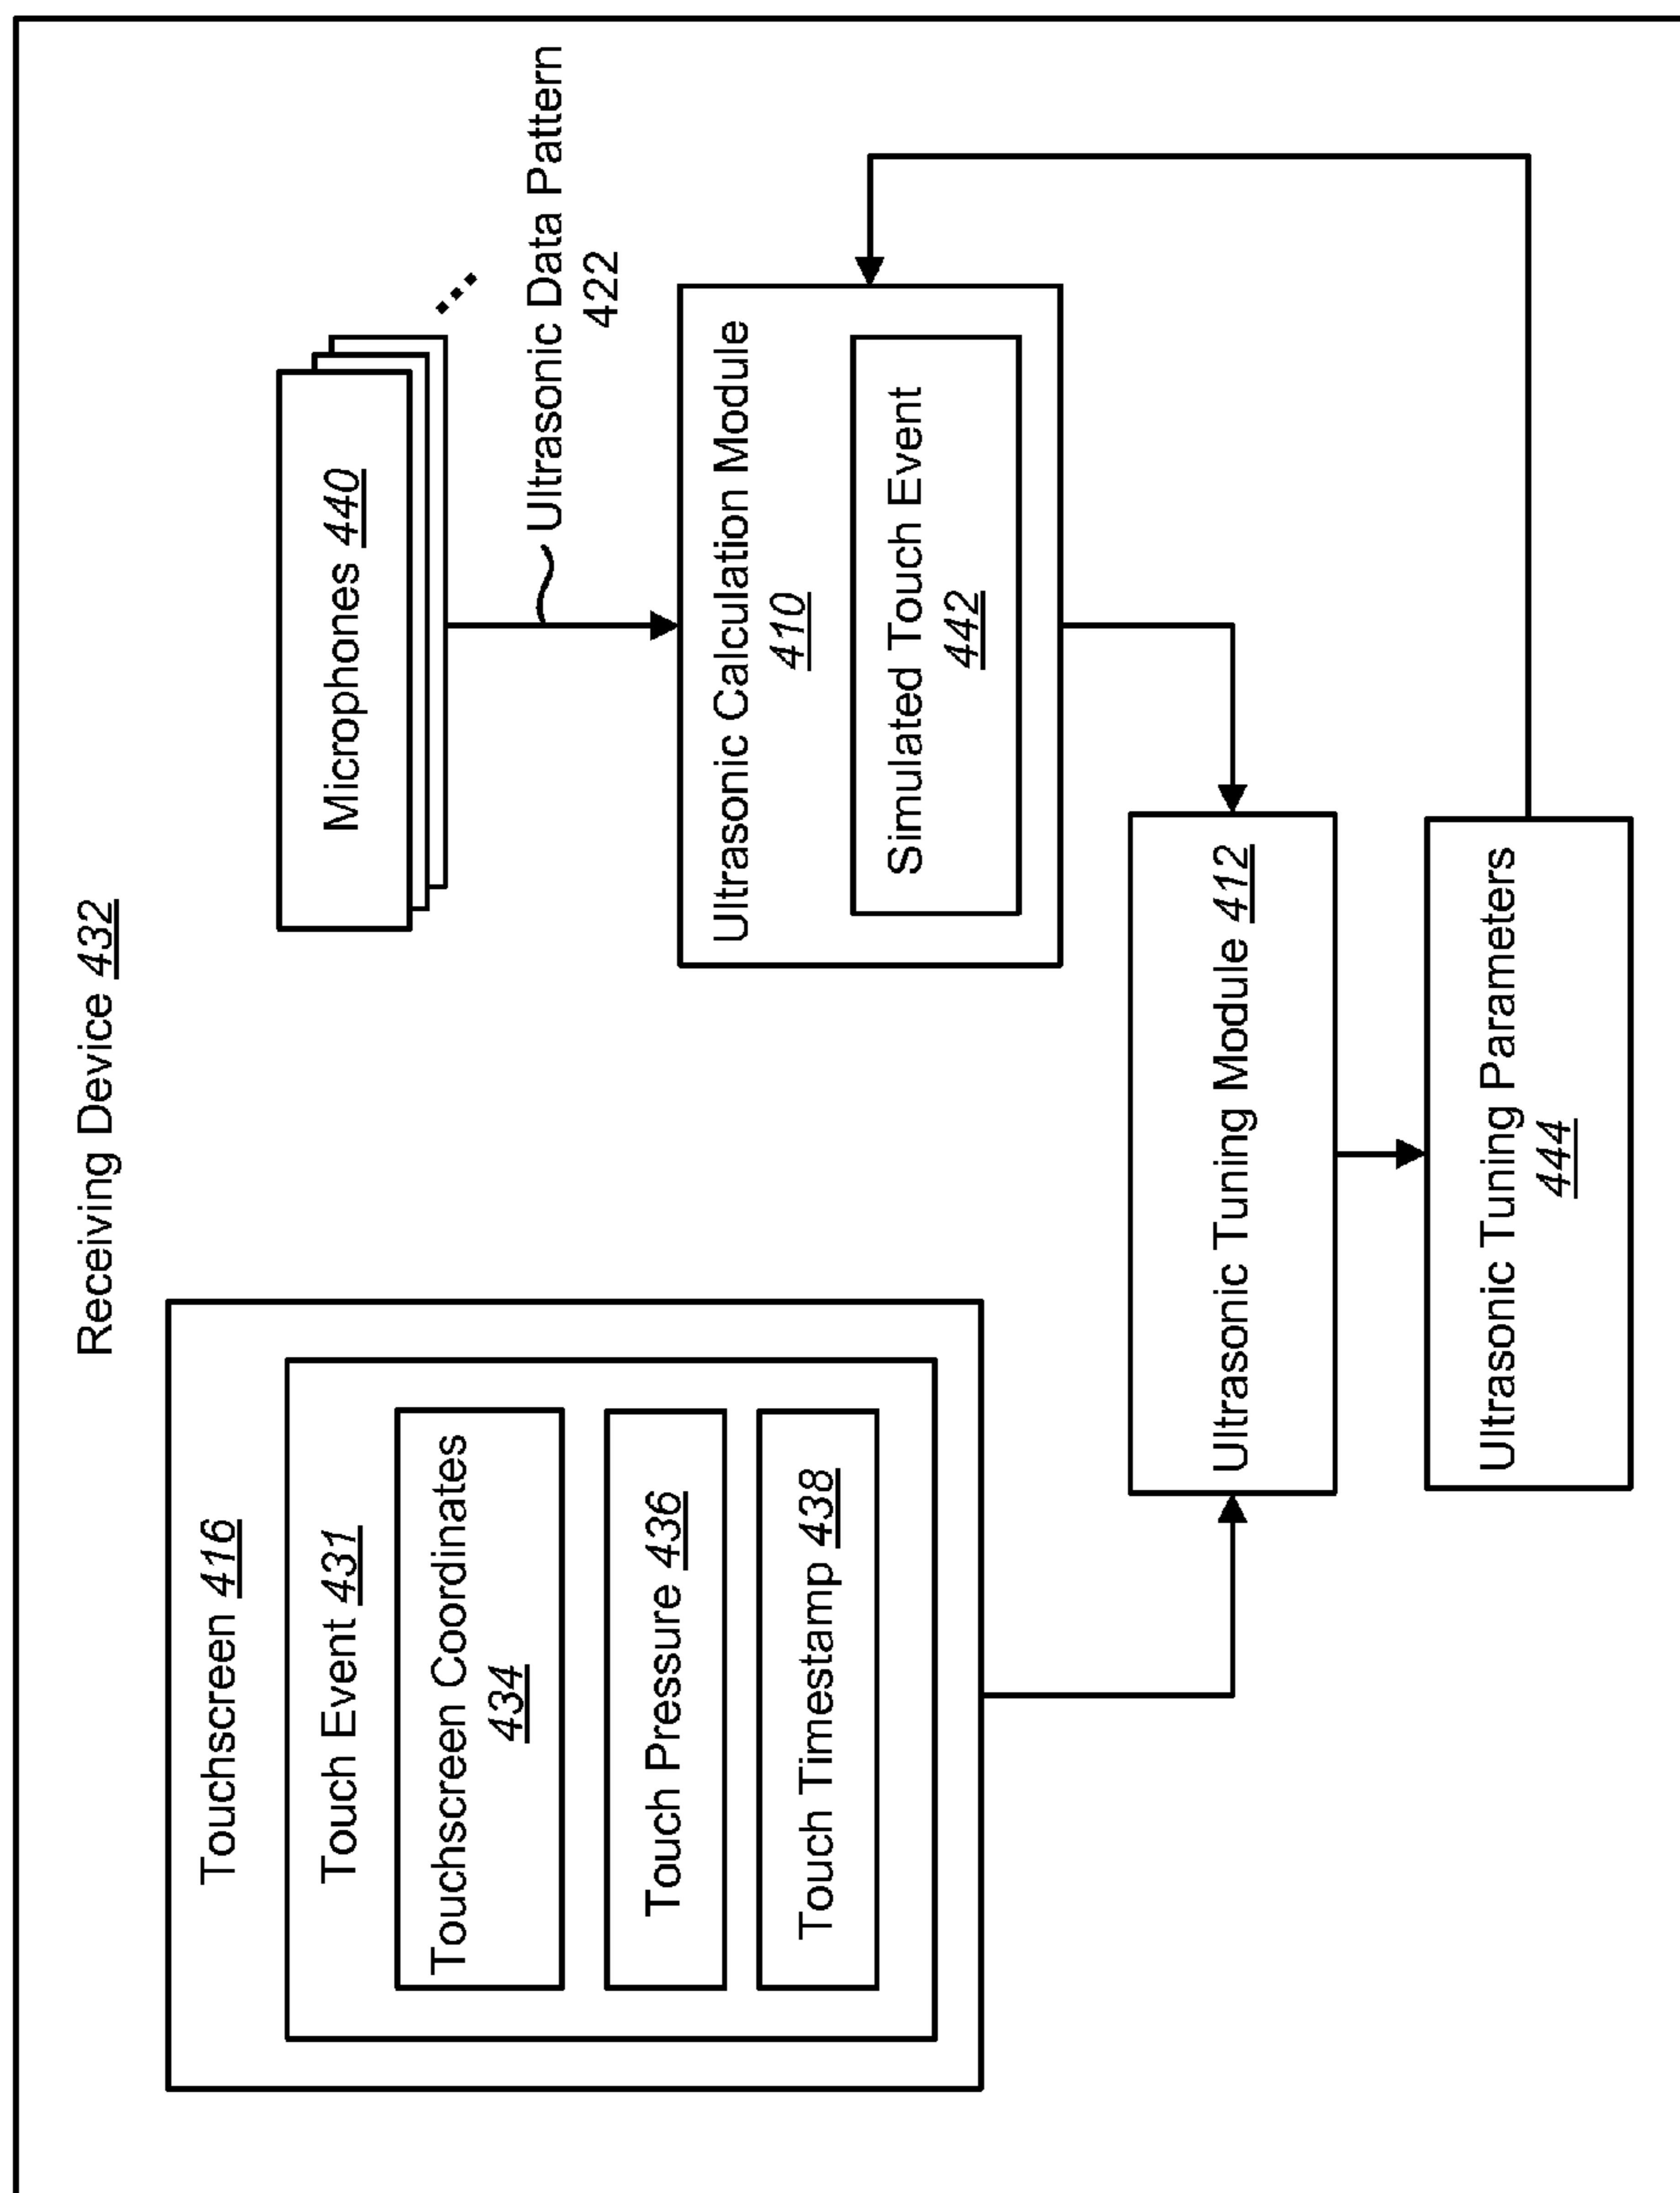 Receiving Device 432
Touchscreen 416
Touch Event 431
Touchscreen Coordinates
434
Touch Pressure 436
Touch Timestamp 438
Microphones 440
Ultrasonic Data Pattern
422
Ultrasonic Calculation Module
410
Simulated Touch Event
442
Ultrasonic Tuning Module 412
Ultrasonic Tuning Parameters
444